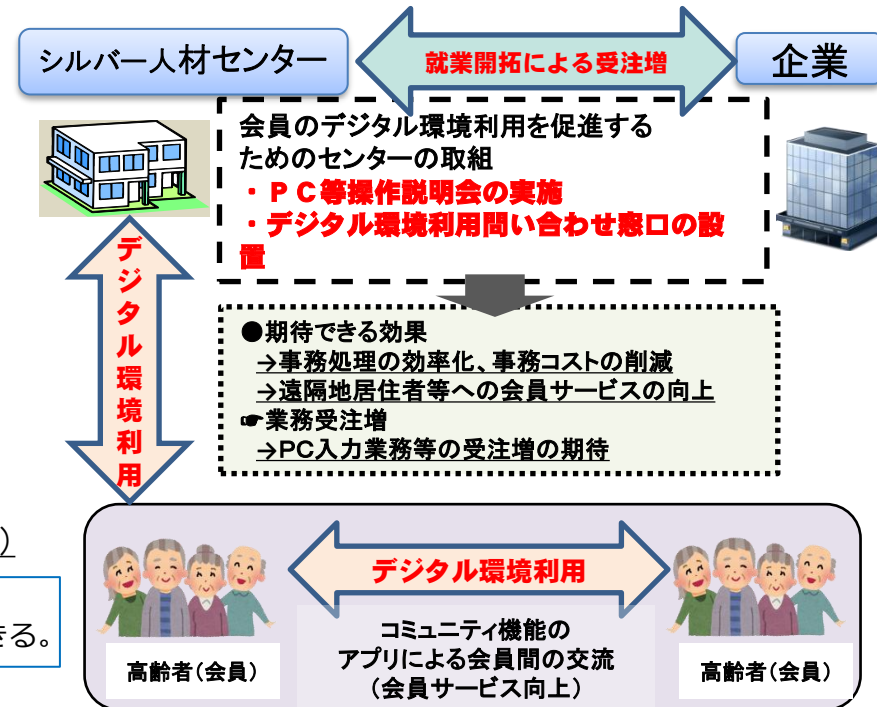 シルバー人材センター
就業開拓による受注増
企業
会員のデジタル環境利用を促進する
ためのセンターの取組
・ＰＣ等操作説明会の実施
・デジタル環境利用問い合わせ窓口の設
置
デジタル環境利用
●期待できる効果
→事務処理の効率化、事務コストの削減
→遠隔地居住者等への会員サービスの向上
☛業務受注増
→PC入力業務等の受注増の期待
）
きる。
デジタル環境利用
コミュニティ機能の
アプリによる会員間の交流
（会員サービス向上）
高齢者（会員）
高齢者（会員）